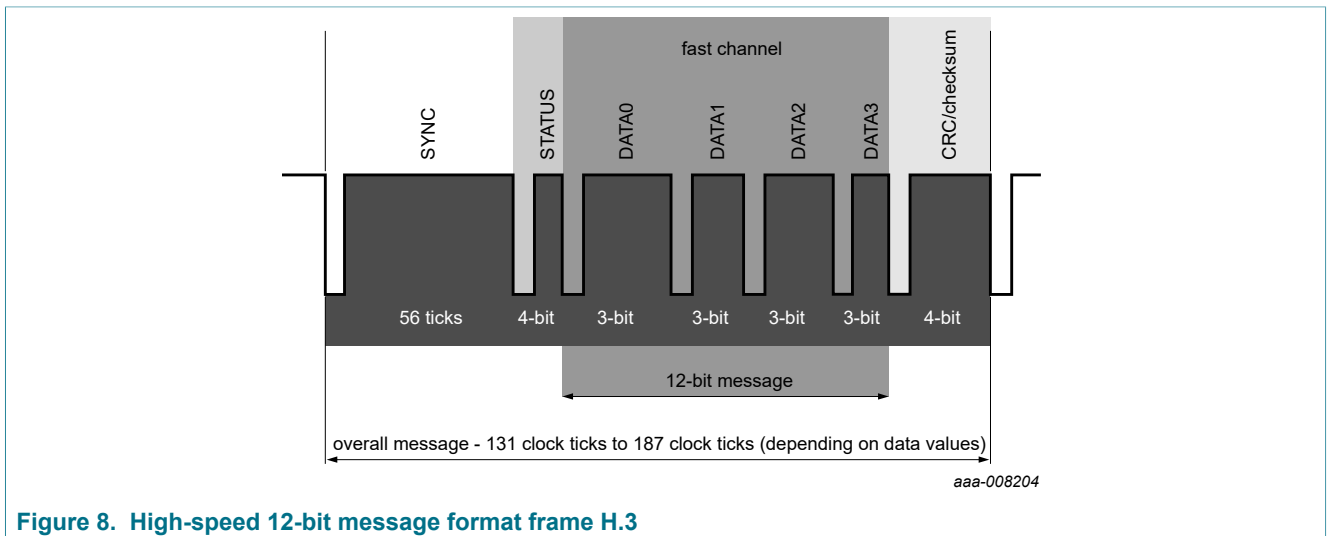 fast channel
SYNC
STATUS
DATA0
DATA1
DATA2
DATA3
CRC/checksum
56 ticks 4-bit 3-bit 3-bit 3-bit 3-bit 4-bit
12-bit message
overall message - 131 clock ticks to 187 clock ticks (depending on data values)
aaa-008204
Figure 8. High-speed 12-bit message format frame H.3